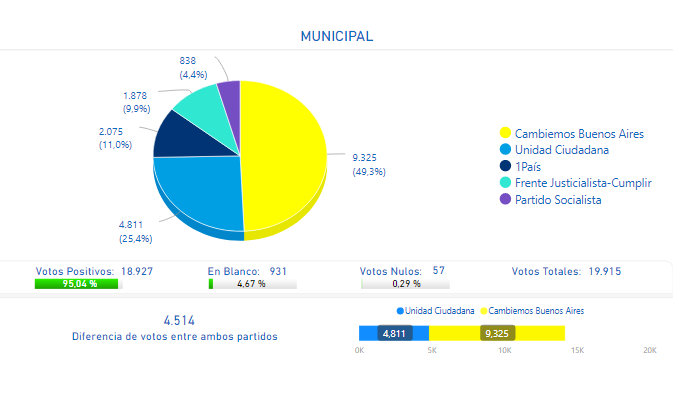 MUNICIPAL
838
(4,4%)
1.878
(9,9%)
2.075
(11,0%)
9.325
(49,3%)
4.811
(25,4%)
Cambiemos Buenos Aires
Unidad Ciudadana
1País
Frente Justicialista-Cumplir
Partido Socialista
Votos Positivos: 18.927
95,04 %
En Blanco: 931
4,67 %
Votos Nulos: 57
0,29 %
Votos Totales: 19.915
4.514
Diferencia de votos entre ambos partidos
Unidad Ciudadana Cambiemos Buenos Aires
4,811 9,325
0K 5K 10K 15K 20K